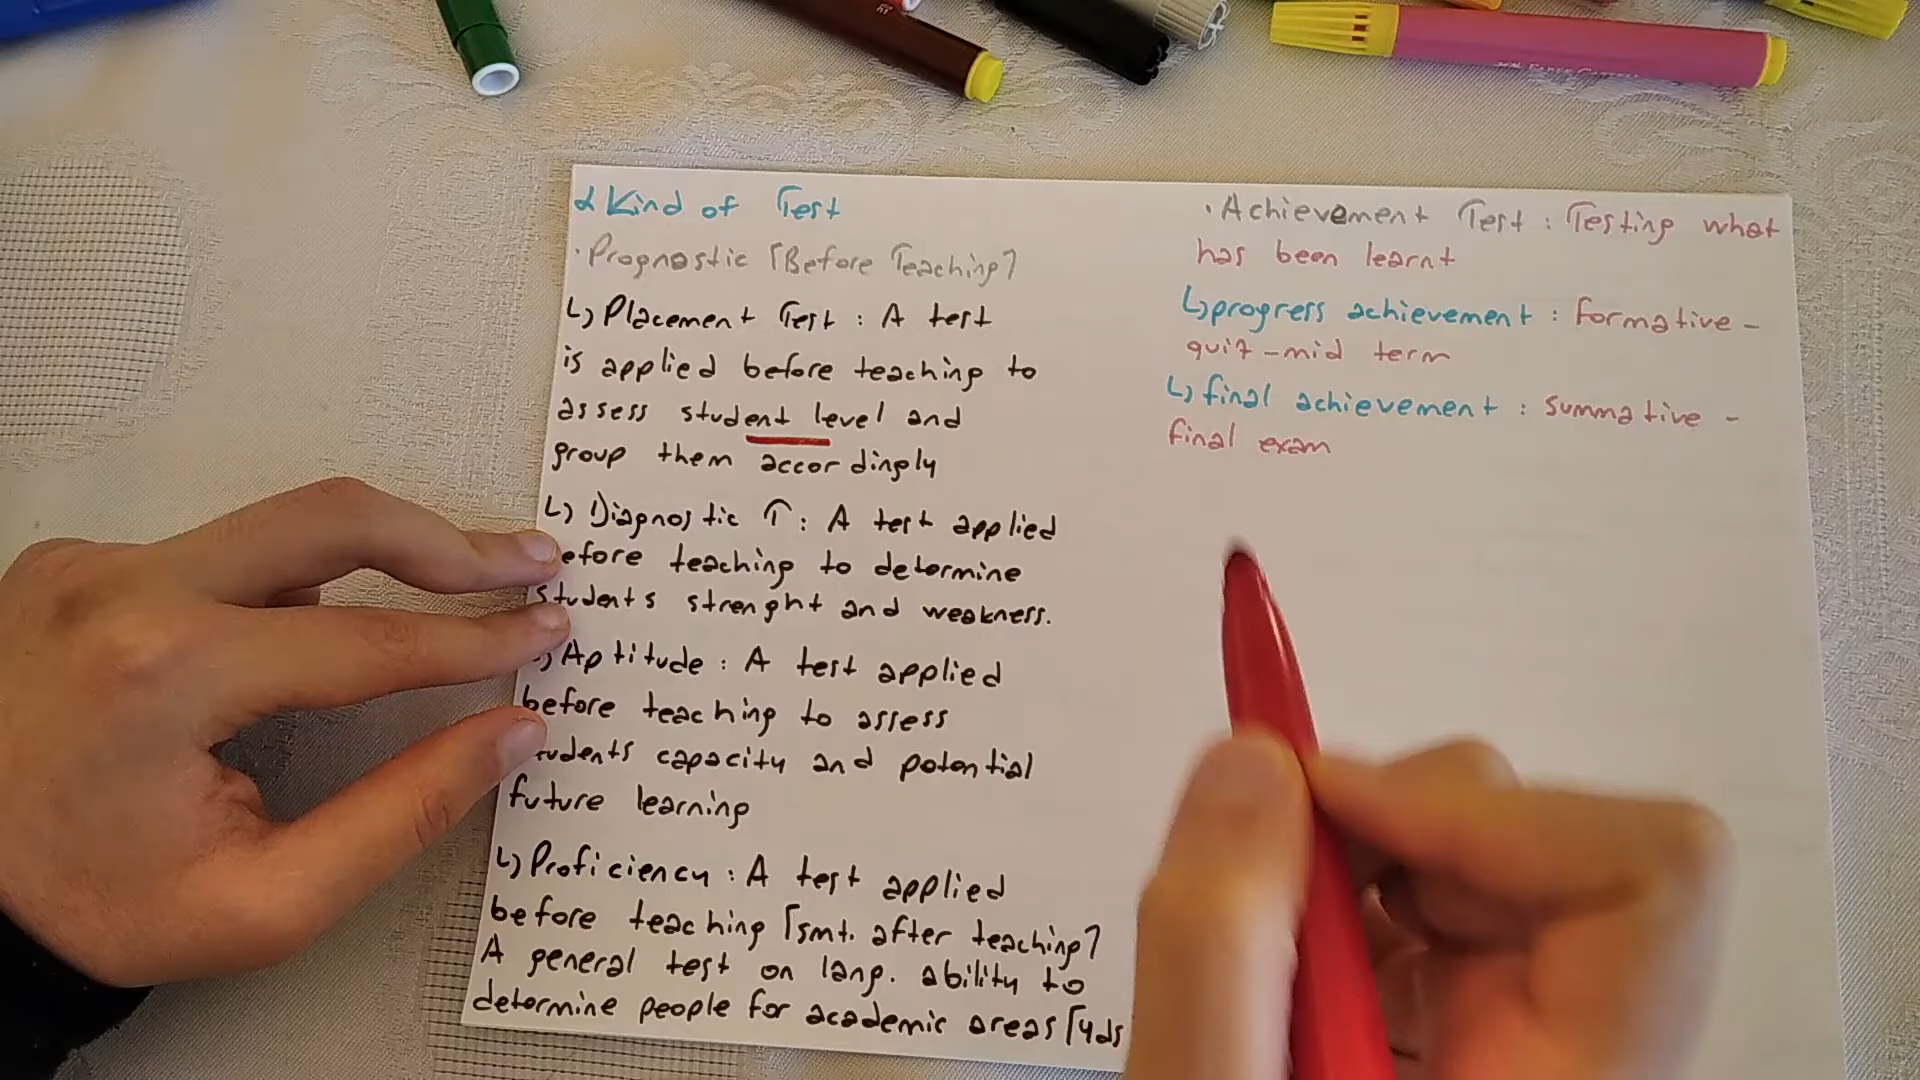 2 Kind of Test
• Prognostic [Before Teaching]
↳ Placement Test : A test
is applied before teaching to
assess student level and
group them accordingly
↳ Diagnostic T : A test applied
before teaching to determine
students strenght and weakness.
Aptitude : A test applied
before teaching to assess
students capacity and potential
future learning
↳ Proficiency : A test applied
before teaching [smt. after teaching]
A general test on lang. ability to
determine people for academic areas [yds
• Achievement Test : Testing what
has been learnt
↳ progress achievement : formative -
quiz - mid term
↳ final achievement : summative -
final exam